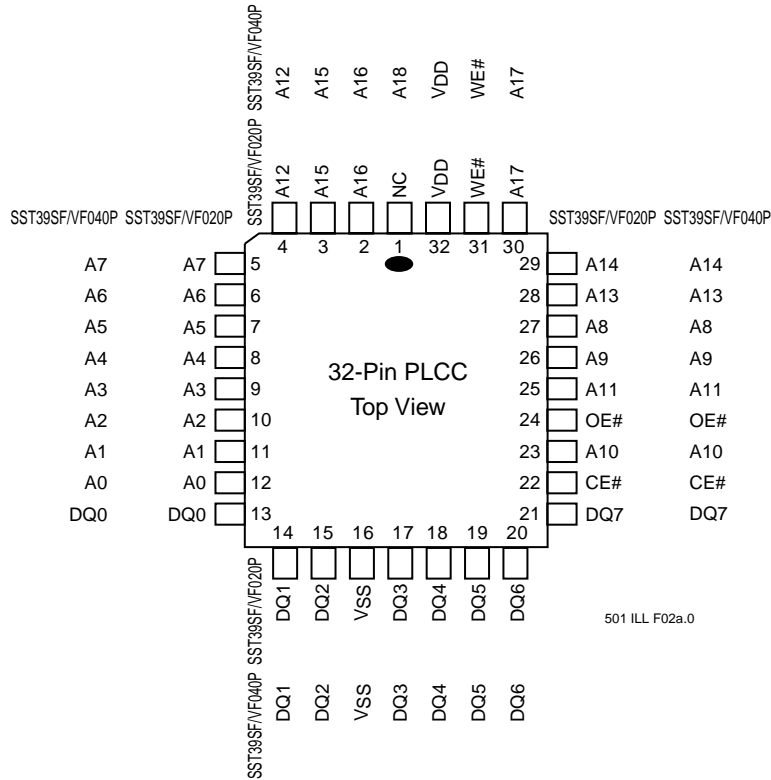 SST39SF/VF040P A12 A15 A16 A18 VDD WE# A17
SST39SF/VF020P A12 A15 A16 NC VDD WE# A17
SST39SF/VF040P SST39SF/VF020P SST39SF/VF020P SST39SF/VF040P
4 3 2 1 32 31 30
A7 A7 5 29 A14 A14
A6 A6 6 28 A13 A13
A5 A5 7 27 A8 A8
A4 A4 8 26 A9 A9
A3 A3 9 25 A11 A11
A2 A2 10 24 OE# OE#
A1 A1 11 23 A10 A10
A0 A0 12 22 CE# CE#
DQ0 DQ0 13 21 DQ7 DQ7
32-Pin PLCC
Top View
14 15 16 17 18 19 20
SST39SF/VF020P DQ1 DQ2 VSS DQ3 DQ4 DQ5 DQ6
SST39SF/VF040P DQ1 DQ2 VSS DQ3 DQ4 DQ5 DQ6
501 ILL F02a.0